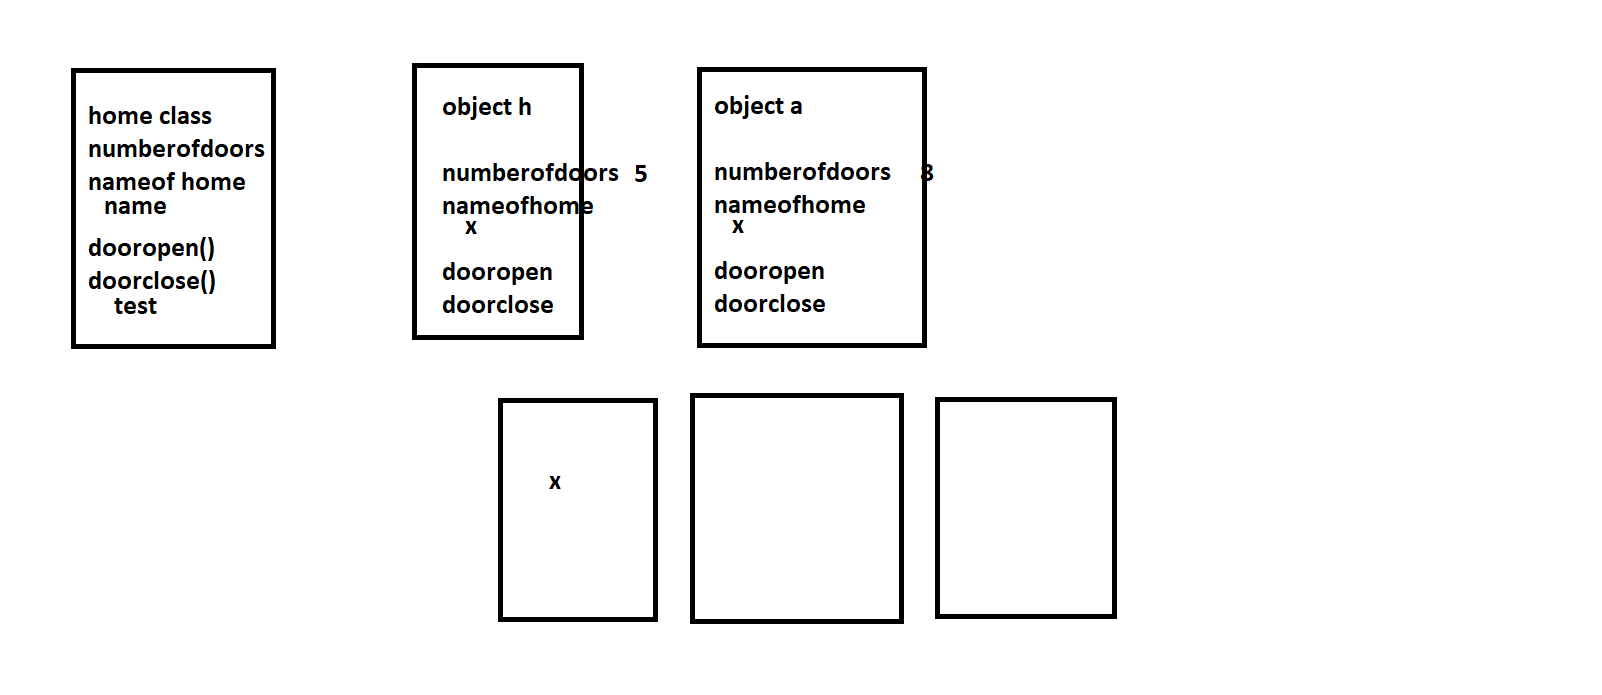 home class
numberofdoors
nameof home
name
dooropen()
doorclose()
test
object h
numberofdoors 5
nameofhome
x
dooropen
doorclose
object a
numberofdoors 3
nameofhome
x
dooropen
doorclose
x